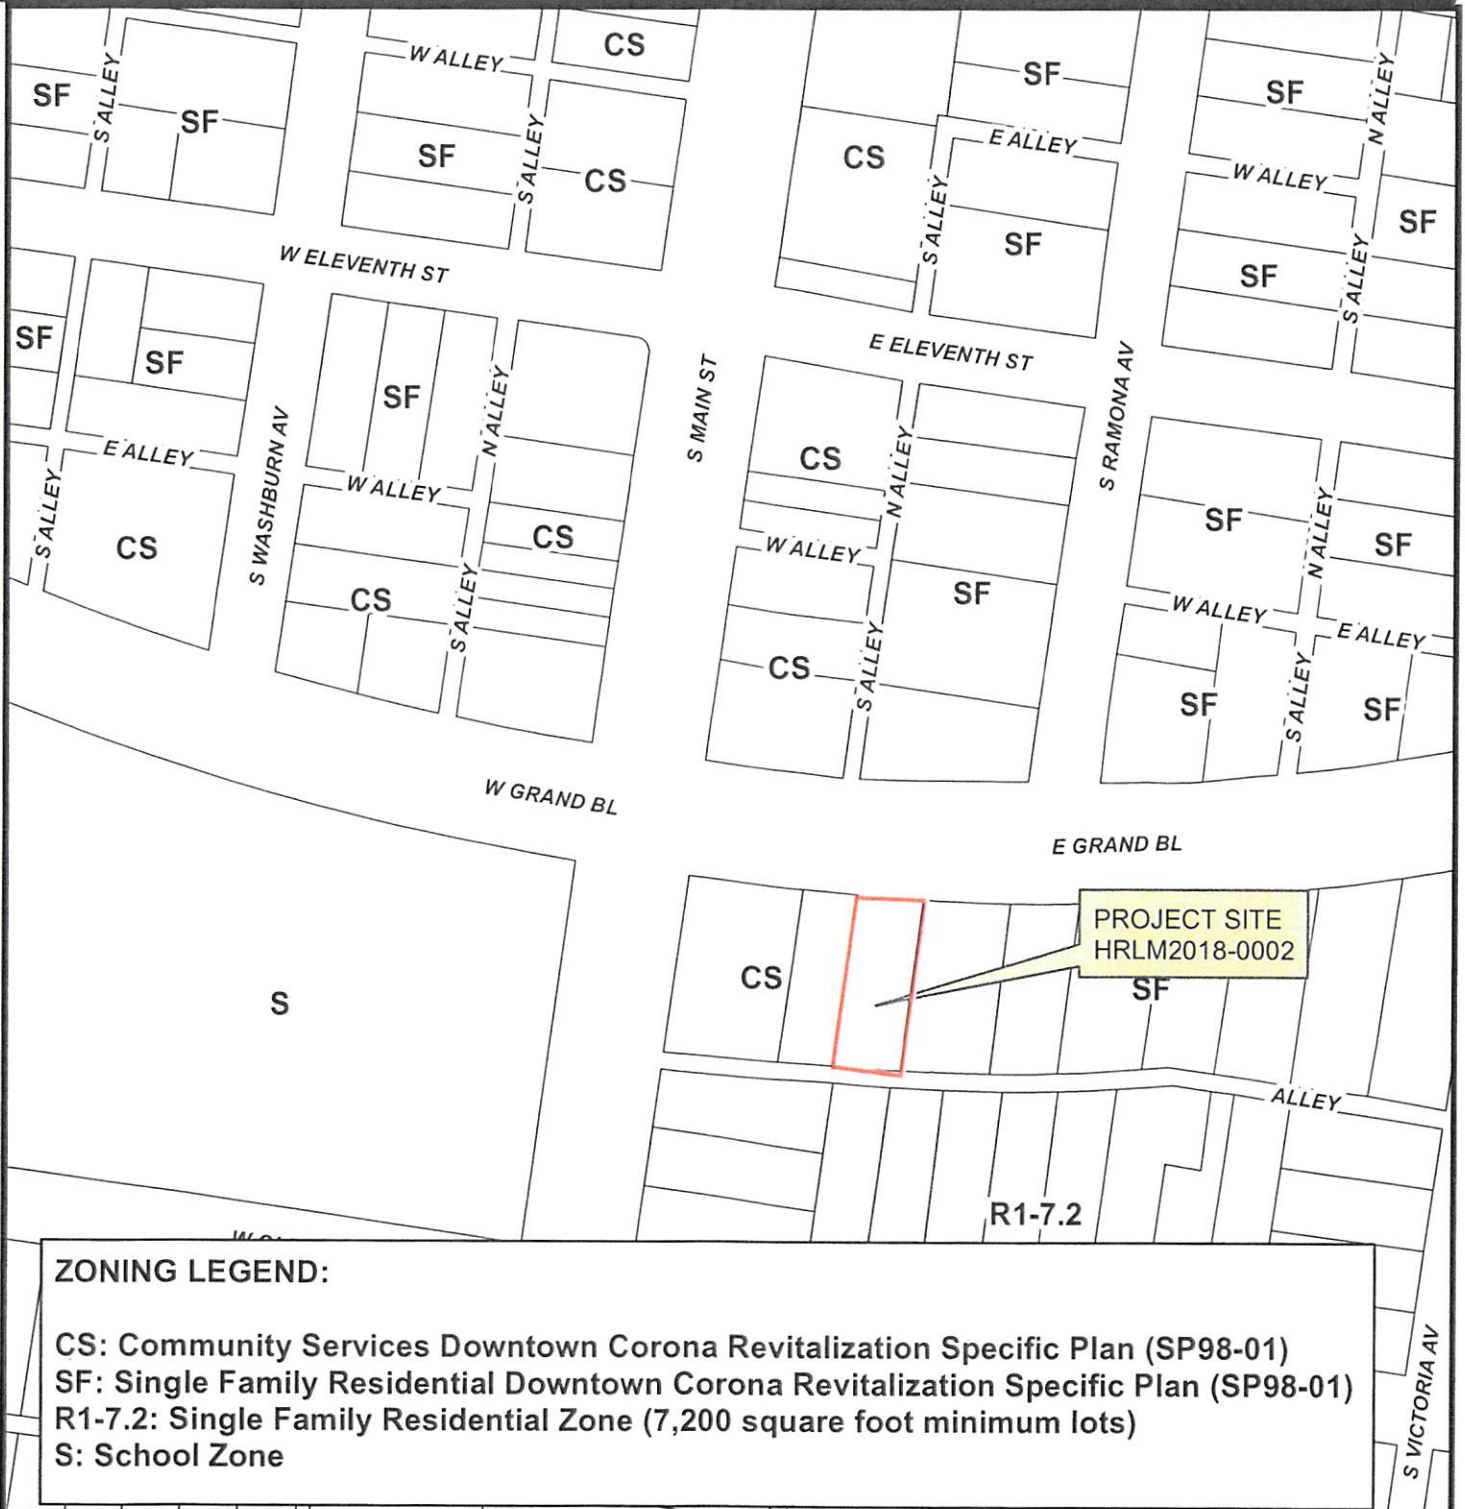 CS
W ALLEY
SF
SF
S ALLEY
SF
SF
N ALLEY
SF
S ALLEY
CS
E ALLEY
SF
CS
W ALLEY
S ALLEY
SF
SF
SF
S ALLEY
W ELEVENTH ST
E ELEVENTH ST
SF
SF
SF
N ALLEY
S MAIN ST
S RAMONA AV
CS
N ALLEY
E ALLEY
S WASHBURN AV
W ALLEY
S ALLEY
CS
CS
W ALLEY
SF
N ALLEY
SF
CS
S ALLEY
SF
W ALLEY
E ALLEY
CS
S ALLEY
SF
S ALLEY
SF
W GRAND BL
E GRAND BL
PROJECT SITE
HRLM2018-0002
CS
SF
S
ALLEY
R1-7.2
ZONING LEGEND:
CS: Community Services Downtown Corona Revitalization Specific Plan (SP98-01)
SF: Single Family Residential Downtown Corona Revitalization Specific Plan (SP98-01)
R1-7.2: Single Family Residential Zone (7,200 square foot minimum lots)
S: School Zone
S VICTORIA AV